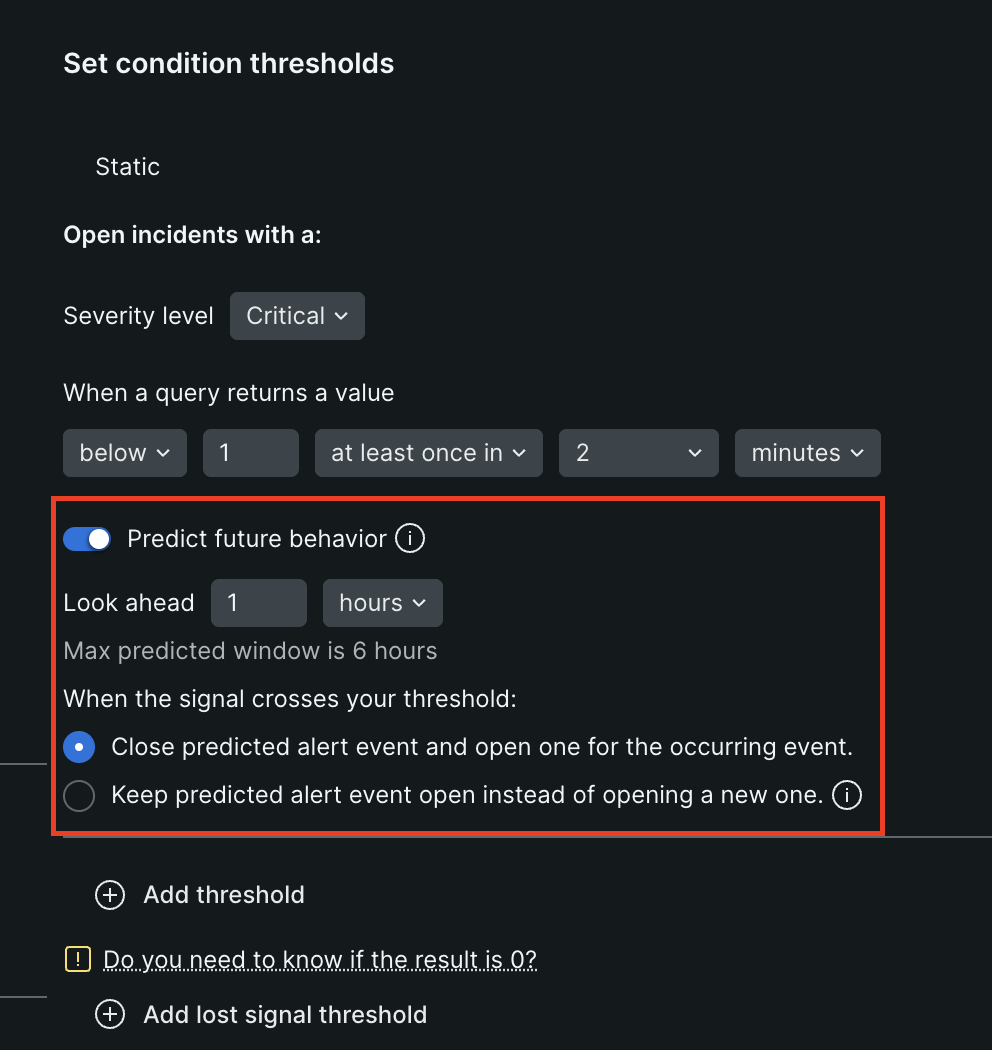 Set condition thresholds
Static
Open incidents with a:
Severity level Critical
When a query returns a value
below 1 at least once in 2 minutes
Predict future behavior
Look ahead 1 hours
Max predicted window is 6 hours
When the signal crosses your threshold:
Close predicted alert event and open one for the occurring event.
Keep predicted alert event open instead of opening a new one.
Add threshold
Do you need to know if the result is 0?
Add lost signal threshold